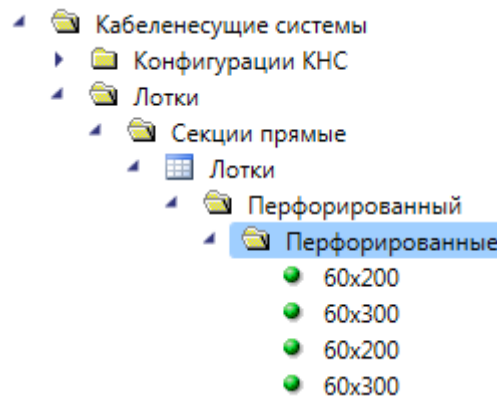 Кабеленесущие системы
Конфигурации КНС
Лотки
Секции прямые
Лотки
Перфорированный
Перфорированные
60x200
60x300
60x200
60x300